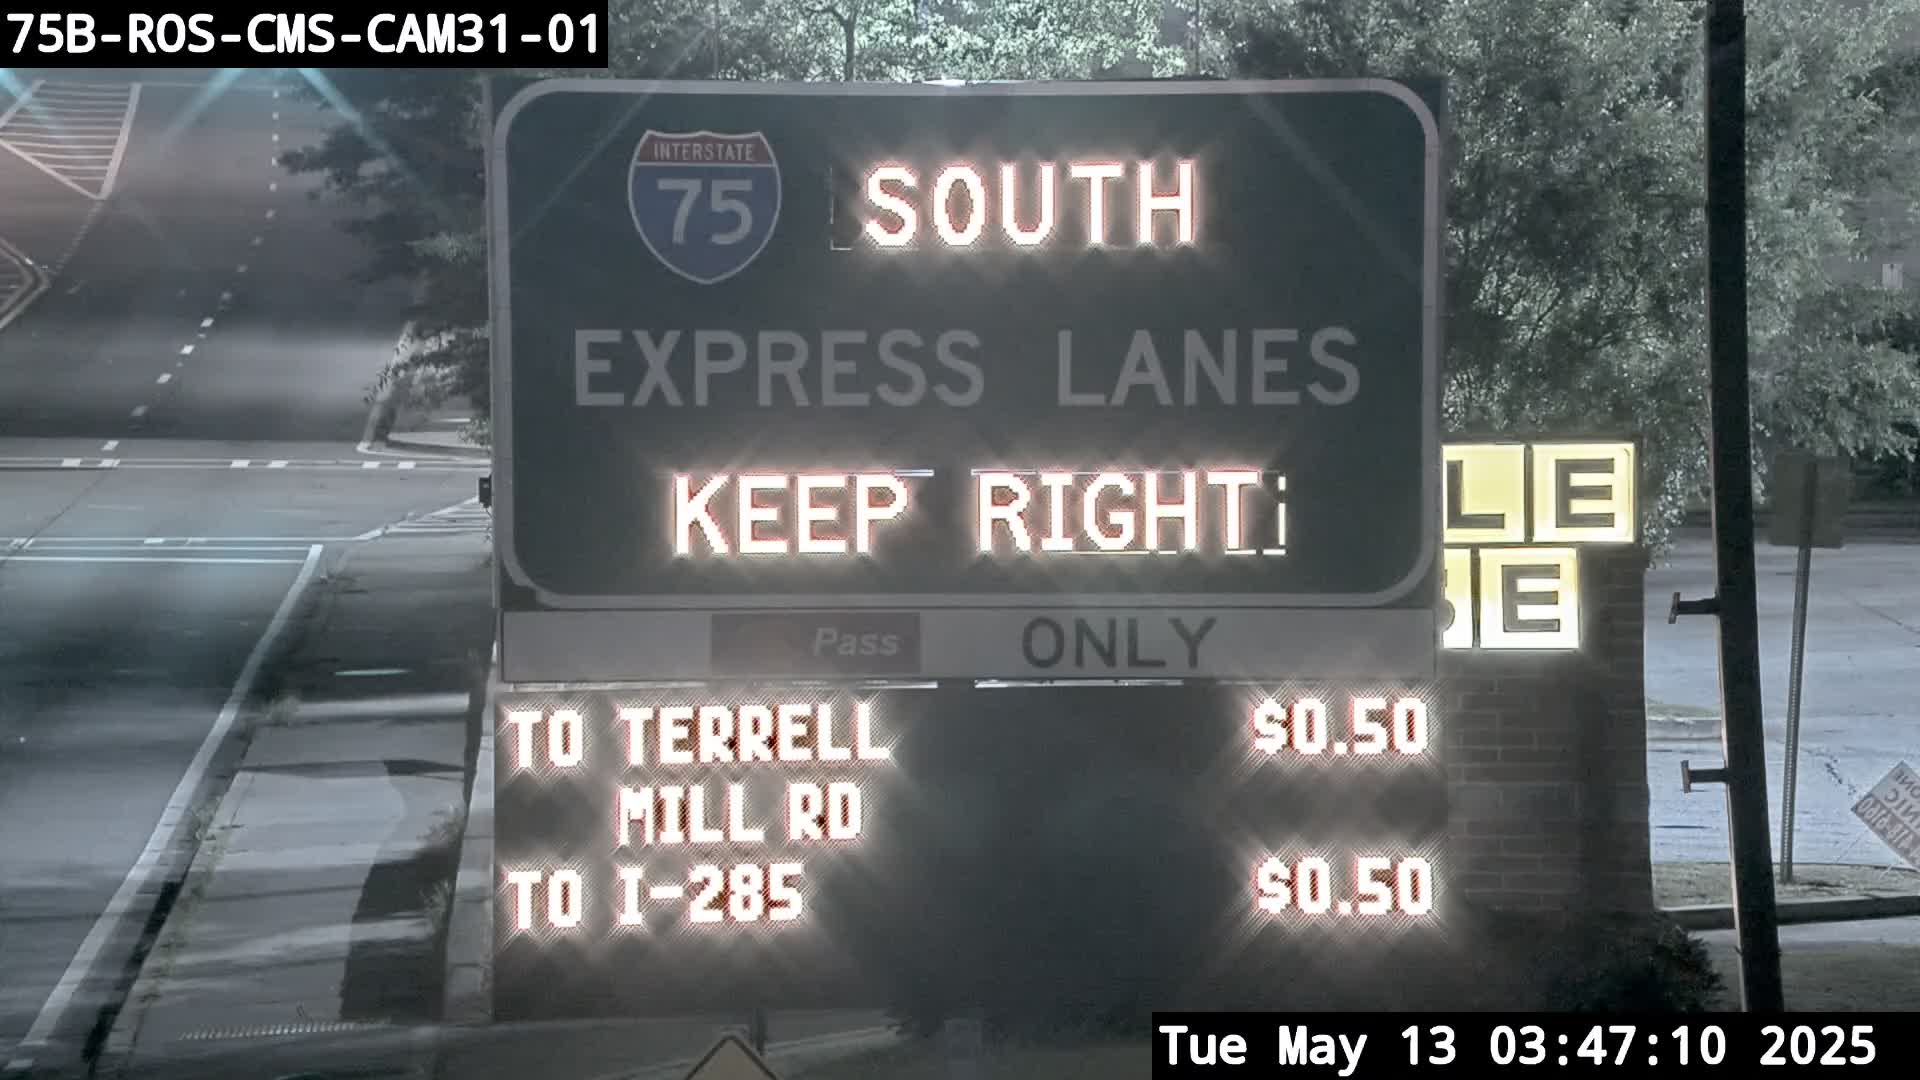 75B-ROS-CMS-CAM31-01
INTERSTATE
75
SOUTH
EXPRESS LANES
KEEP RIGHT
Pass ONLY
LE
E
TO TERRELL $0.50
MILL RD
TO I-285 $0.50
Tue May 13 03:47:10 2025